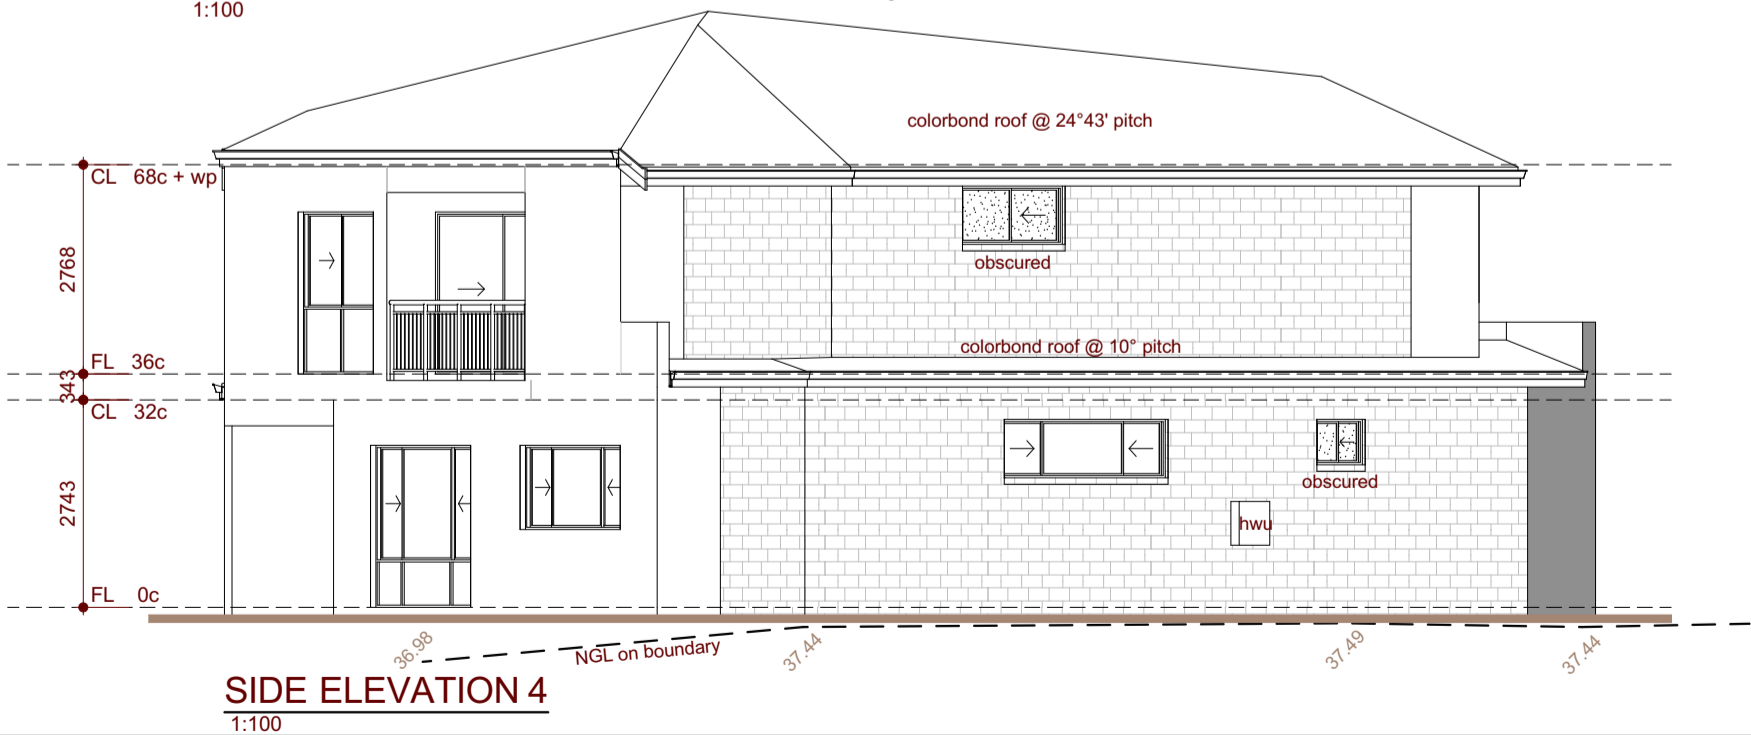 1:100
colorbond roof @ 24°43' pitch
CL 68c + wp
2768
obscured
colorbond roof @ 10° pitch
FL 36c
343
CL 32c
2743
obscured
hwu
FL 0c
36.98
NGL on boundary
37.44
37.49
37.44
SIDE ELEVATION 4
1:100